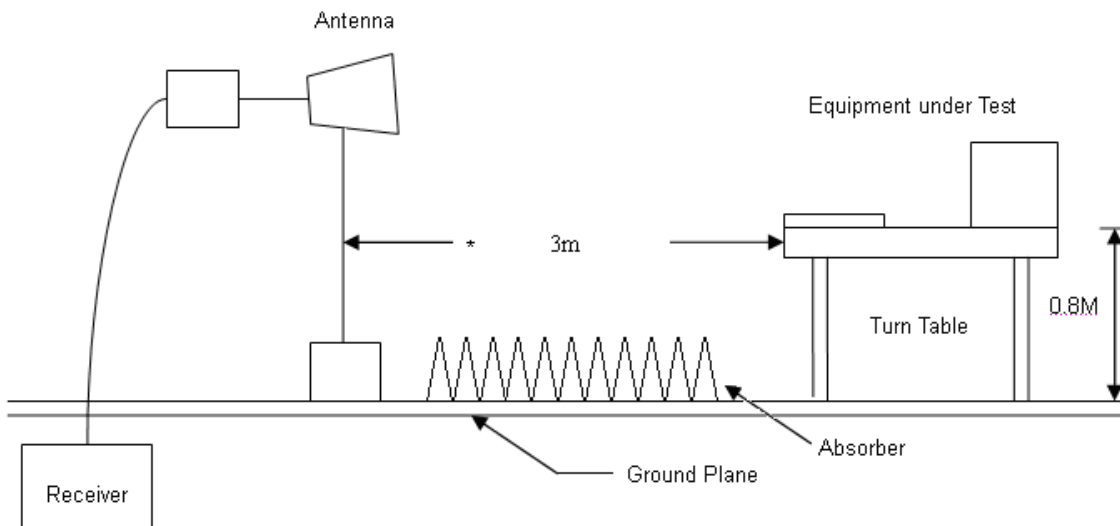 Antenna
Equipment under Test
* 3m
0.8M
Turn Table
Absorber
Ground Plane
Receiver